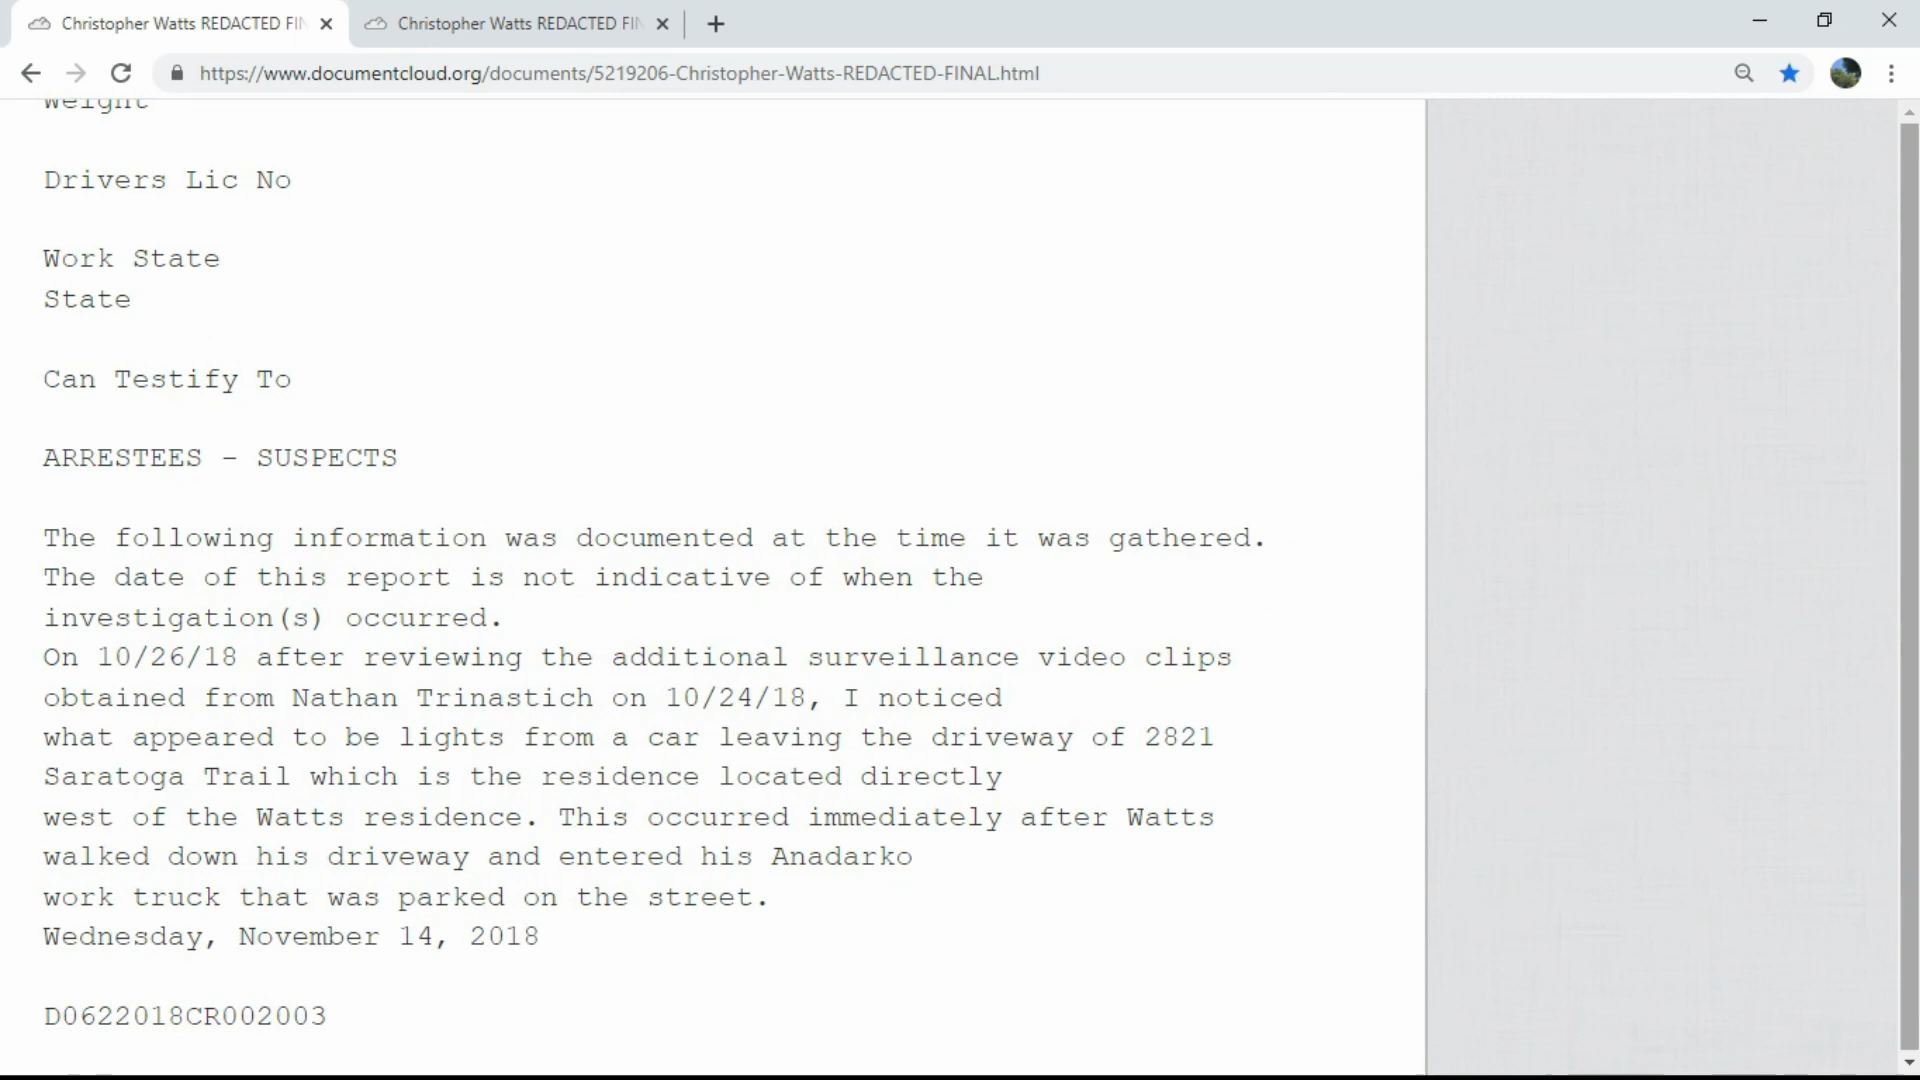 Christopher Watts REDACTED FIN
Christopher Watts REDACTED FIN
https://www.documentcloud.org/documents/5219206-Christopher-Watts-REDACTED-FINAL.html
Weight
Drivers Lic No
Work State
State
Can Testify To
ARRESTEES - SUSPECTS
The following information was documented at the time it was gathered.
The date of this report is not indicative of when the
investigation(s) occurred.
On 10/26/18 after reviewing the additional surveillance video clips
obtained from Nathan Trinastich on 10/24/18, I noticed
what appeared to be lights from a car leaving the driveway of 2821
Saratoga Trail which is the residence located directly
west of the Watts residence. This occurred immediately after Watts
walked down his driveway and entered his Anadarko
work truck that was parked on the street.
Wednesday, November 14, 2018
D0622018CR002003